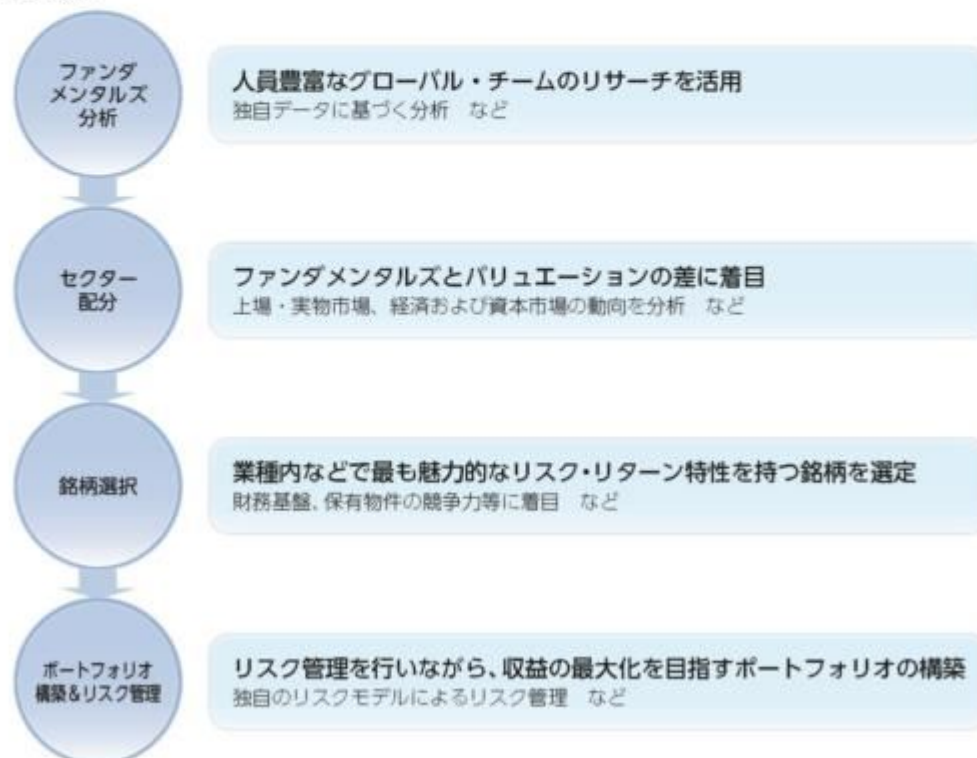 ファンダ
メンタルズ
分析
人員豊富なグローバル・チームのリサーチを活用
独自データに基づく分析　など
セクター
配分
ファンダメンタルズとバリュエーションの差に着目
上場・実物市場、経済および資本市場の動向を分析　など
銘柄選択
業種内などで最も魅力的なリスク・リターン特性を持つ銘柄を選定
財務基盤、保有物件の競争力等に着目　など
ポートフォリオ
構築&リスク管理
リスク管理を行いながら、収益の最大化を目指すポートフォリオの構築
独自のリスクモデルによるリスク管理　など